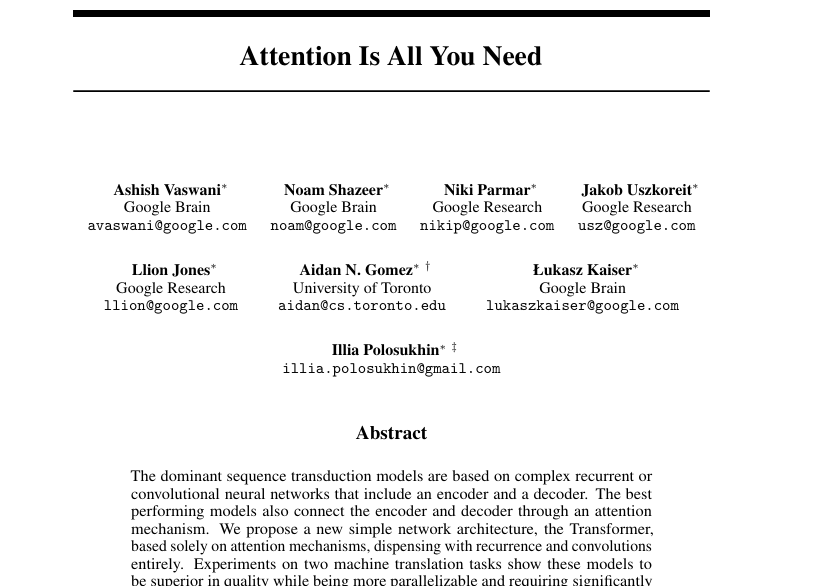 Attention Is All You Need
Ashish Vaswani* Noam Shazeer* Niki Parmar* Jakob Uszkoreit*
Google Brain Google Brain Google Research Google Research
avaswani@google.com noam@google.com nikip@google.com usz@google.com
Llion Jones* Aidan N. Gomez* † Łukasz Kaiser*
Google Research University of Toronto Google Brain
llion@google.com aidan@cs.toronto.edu lukaszkaiser@google.com
Illia Polosukhin* ‡
illia.polosukhin@gmail.com
Abstract
The dominant sequence transduction models are based on complex recurrent or
convolutional neural networks that include an encoder and a decoder. The best
performing models also connect the encoder and decoder through an attention
mechanism. We propose a new simple network architecture, the Transformer,
based solely on attention mechanisms, dispensing with recurrence and convolutions
entirely. Experiments on two machine translation tasks show these models to
be superior in quality while being more parallelizable and requiring significantly